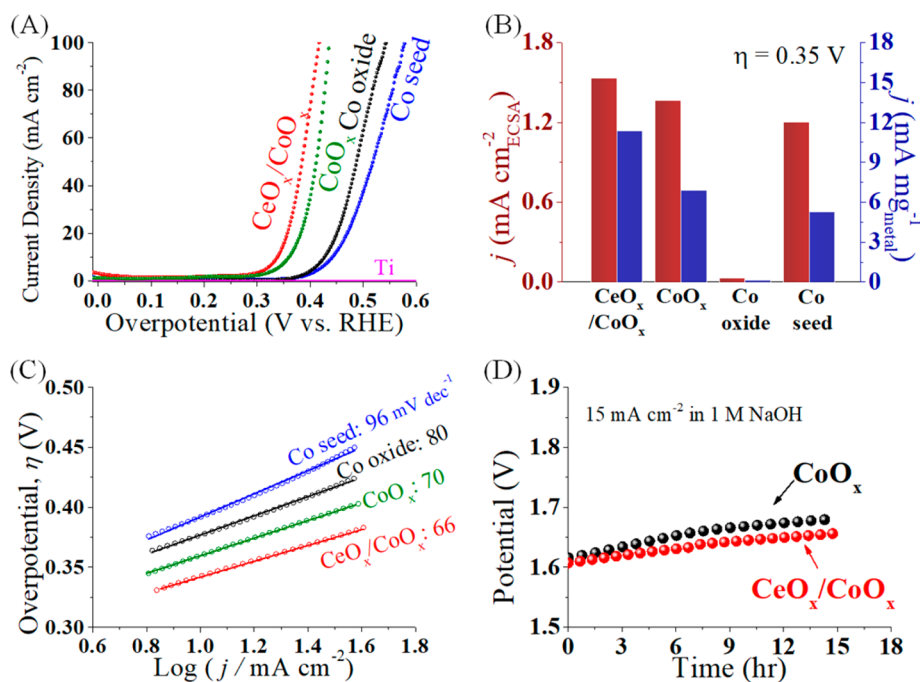 (A)
100
80
60
40
20
0
Current Density (mA cm⁻²)
CeOₓ/CoOₓ
CoOₓ
Co oxide
Co seed
Ti
0.0 0.1 0.2 0.3 0.4 0.5 0.6
Overpotential (V vs. RHE)
(B)
η = 0.35 V
1.8
1.2
0.6
0.0
j (mA cm⁻²ECSA)
18
15
12
9
6
3
0
j (mA mg⁻¹metal)
CeOₓ CoOₓ Co Co
/CoOₓ oxide seed
(C)
0.50
0.45
0.40
0.35
0.30
Overpotential, η (V)
Co seed: 96 mV dec⁻¹
Co oxide: 80
CoOₓ: 70
CeOₓ/CoOₓ: 66
0.6 0.8 1.0 1.2 1.4 1.6 1.8
Log ( j / mA cm⁻²)
(D)
1.9
1.8
1.7
1.6
1.5
Potential (V)
15 mA cm⁻² in 1 M NaOH
CoOₓ
CeOₓ/CoOₓ
0 3 6 9 12 15 18
Time (hr)